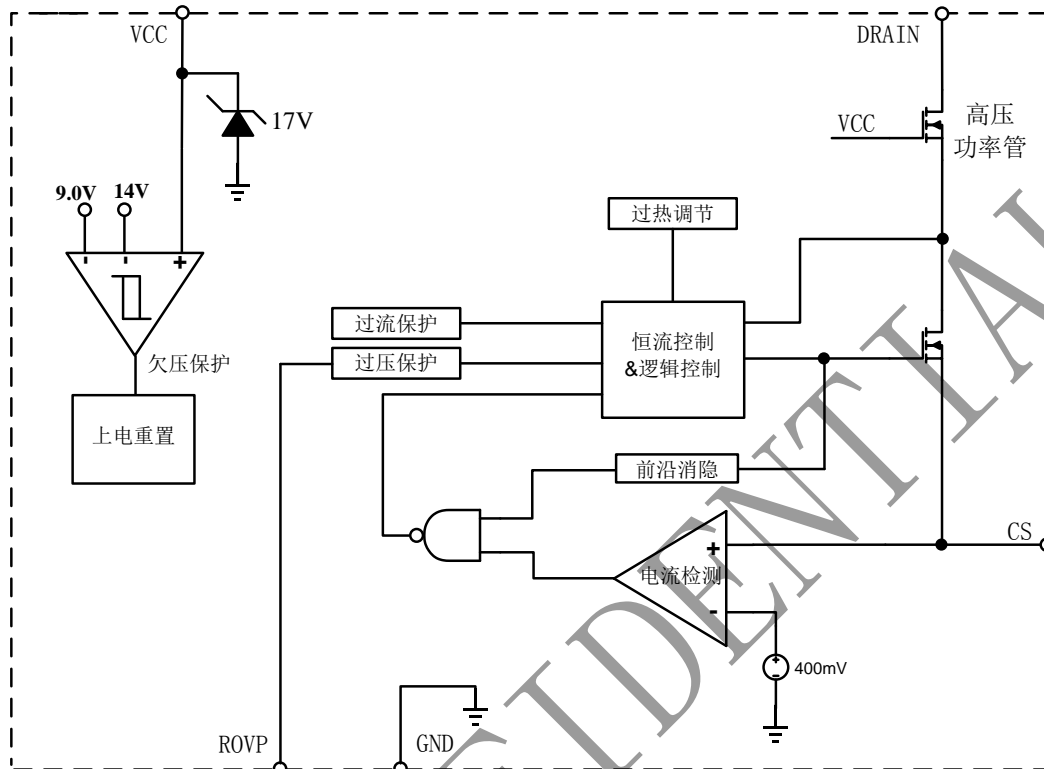 VCC
DRAIN
17V
VCC
高压
功率管
9.0V
14V
-
-
+
过热调节
过流保护
过压保护
恒流控制
&逻辑控制
欠压保护
上电重置
前沿消隐
CS
+
电流检测
-
+
-
400mV
ROVP
GND
IDENTIAL